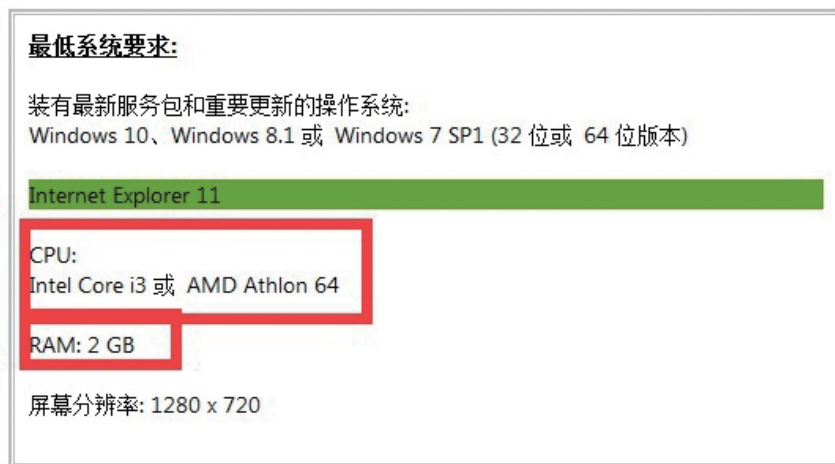 最低系统要求:
装有最新服务包和重要更新的操作系统:
Windows 10、Windows 8.1 或 Windows 7 SP1 (32 位或 64 位版本)
Internet Explorer 11
CPU:
Intel Core i3 或 AMD Athlon 64
RAM: 2 GB
屏幕分辨率: 1280 x 720